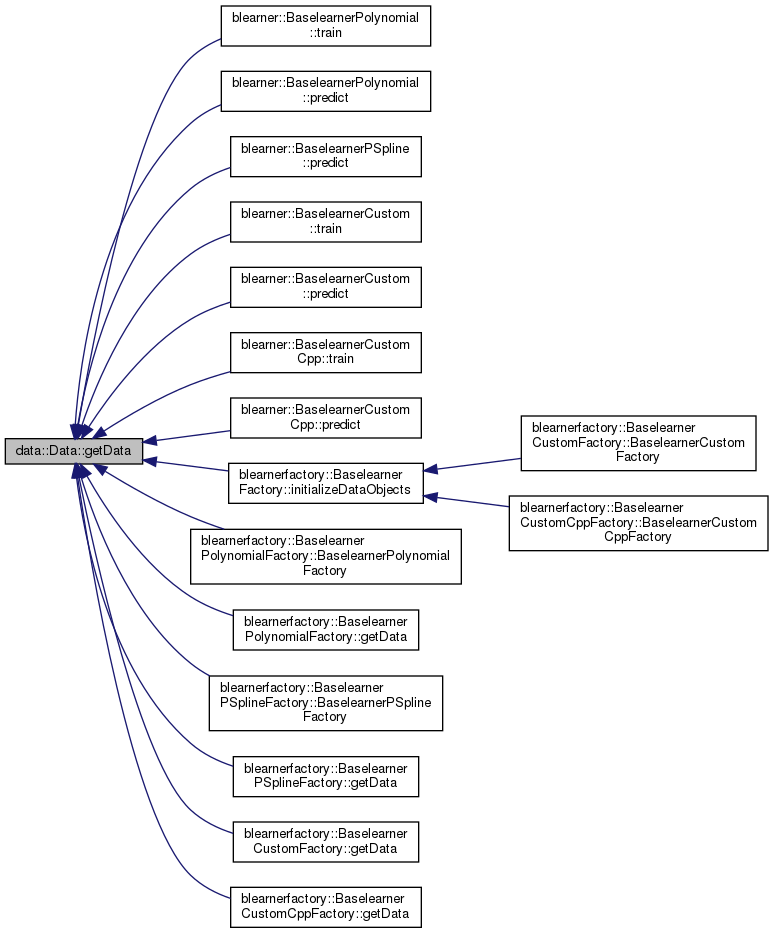 blearner::BaselearnerPolynomial
::train
blearner::BaselearnerPolynomial
::predict
blearner::BaselearnerPSpline
::predict
blearner::BaselearnerCustom
::train
blearner::BaselearnerCustom
::predict
blearner::BaselearnerCustom
Cpp::train
blearner::BaselearnerCustom
Cpp::predict
data::Data::getData
blearnerfactory::Baselearner
Factory::initializeDataObjects
blearnerfactory::Baselearner
CustomFactory::BaselearnerCustom
Factory
blearnerfactory::Baselearner
CustomCppFactory::BaselearnerCustom
CppFactory
blearnerfactory::Baselearner
PolynomialFactory::BaselearnerPolynomial
Factory
blearnerfactory::Baselearner
PolynomialFactory::getData
blearnerfactory::Baselearner
PSplineFactory::BaselearnerPSpline
Factory
blearnerfactory::Baselearner
PSplineFactory::getData
blearnerfactory::Baselearner
CustomFactory::getData
blearnerfactory::Baselearner
CustomCppFactory::getData